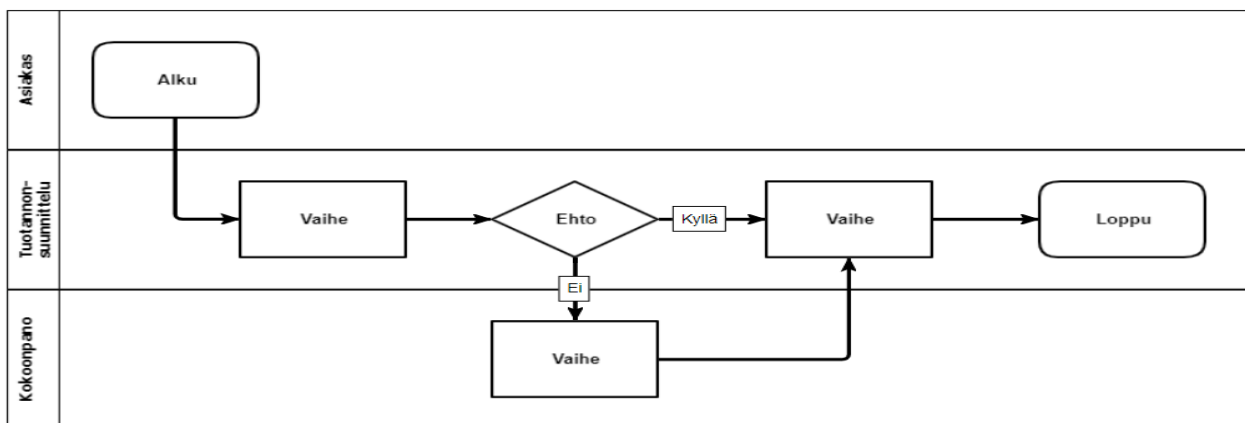 Asiakas
Alku
Tuotannon-
suunnittelu
Vaihe
Ehto
Kyllä
Vaihe
Loppu
Ei
Kokoonpano
Vaihe